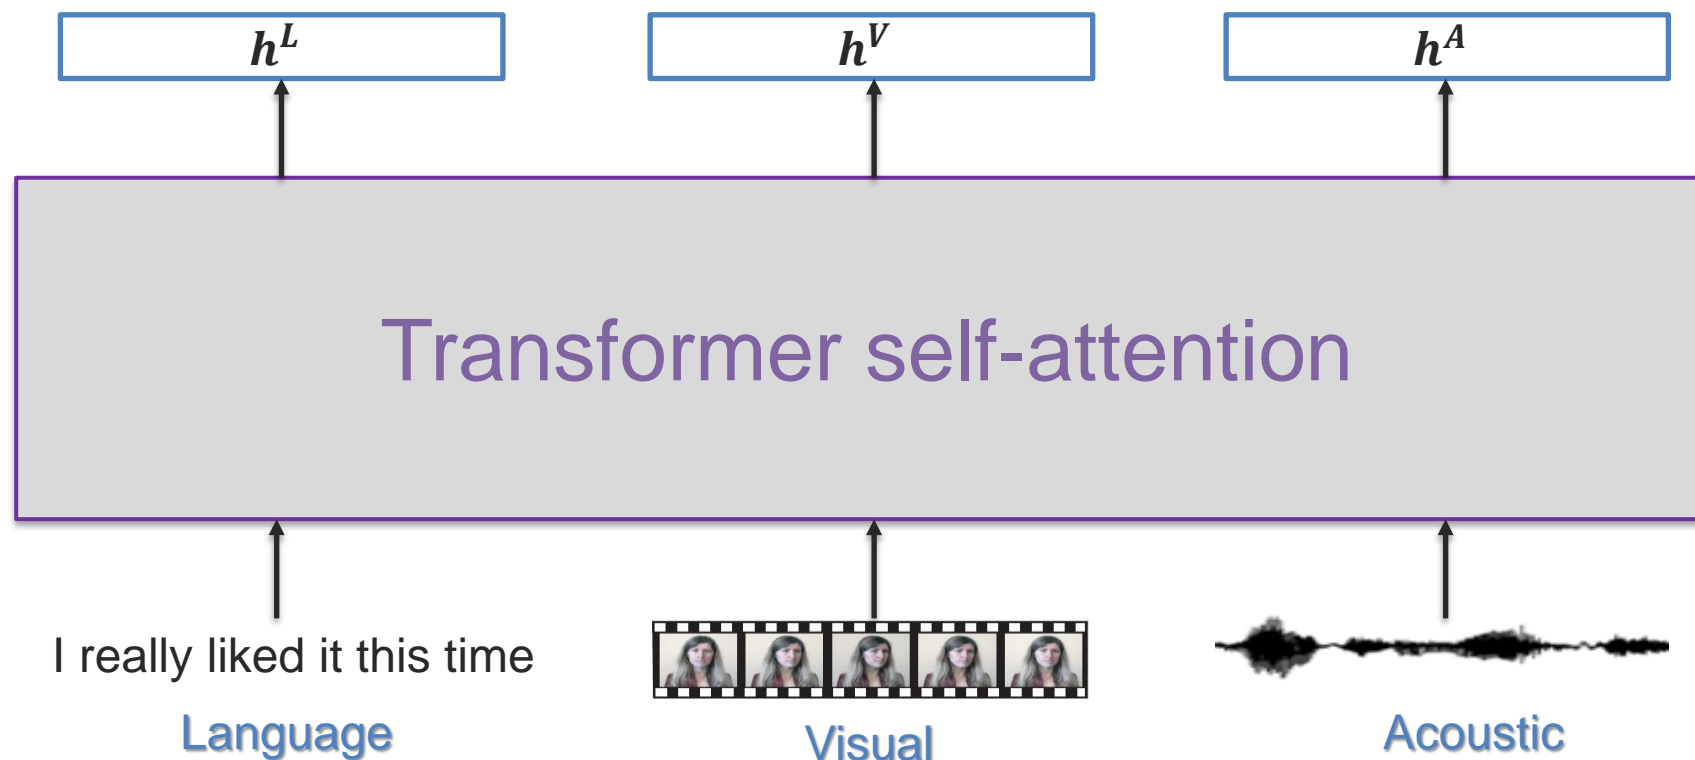 h^L
h^V
h^A
Transformer self-attention
I really liked it this time
Language
Visual
Acoustic